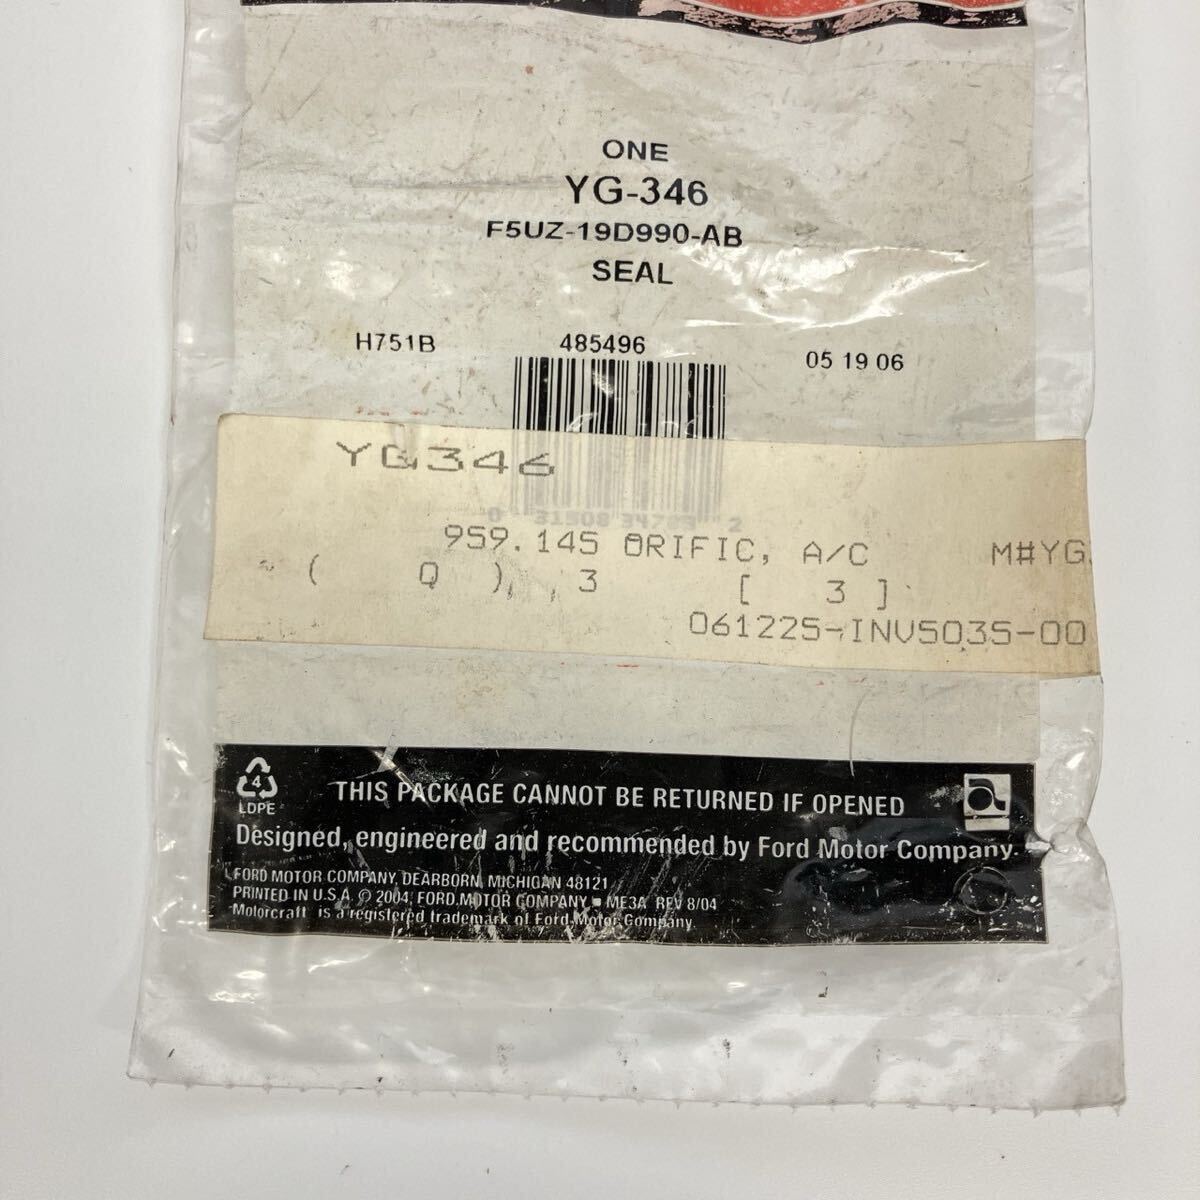 ONE
YG-346
F5UZ-19D990-AB
SEAL
H751B 485496 05 19 06
YG346
0 31508 2
959.145 ORIFIC, A/C M#YG
( Q ) 3 [ 3 ]
061225-INV5035-00
4
LDPE
THIS PACKAGE CANNOT BE RETURNED IF OPENED
Designed, engineered and recommended by Ford Motor Company.
FORD MOTOR COMPANY, DEARBORN, MICHIGAN 48121
PRINTED IN U.S.A. © 2004, FORD MOTOR COMPANY ■ ME3A REV 8/04
Motorcraft is a registered trademark of Ford Motor Company